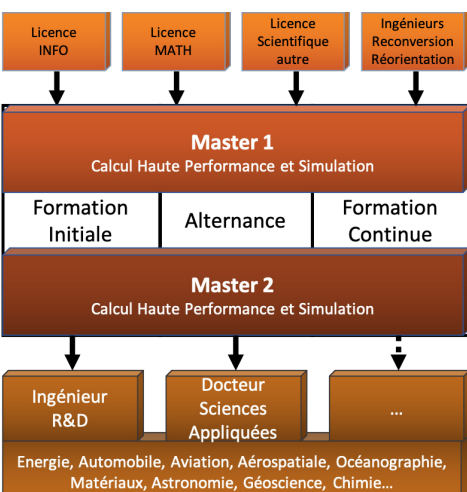 Licence
INFO
Licence
MATH
Licence
Scientifique
autre
Ingénieurs
Reconversion
Réorientation
Master 1
Calcul Haute Performance et Simulation
Formation
Initiale
Alternance
Formation
Continue
Master 2
Calcul Haute Performance et Simulation
Ingénieur
R&D
Docteur
Sciences
Appliquées
...
Energie, Automobile, Aviation, Aérospatiale, Océanographie,
Matériaux, Astronomie, Géoscience, Chimie...